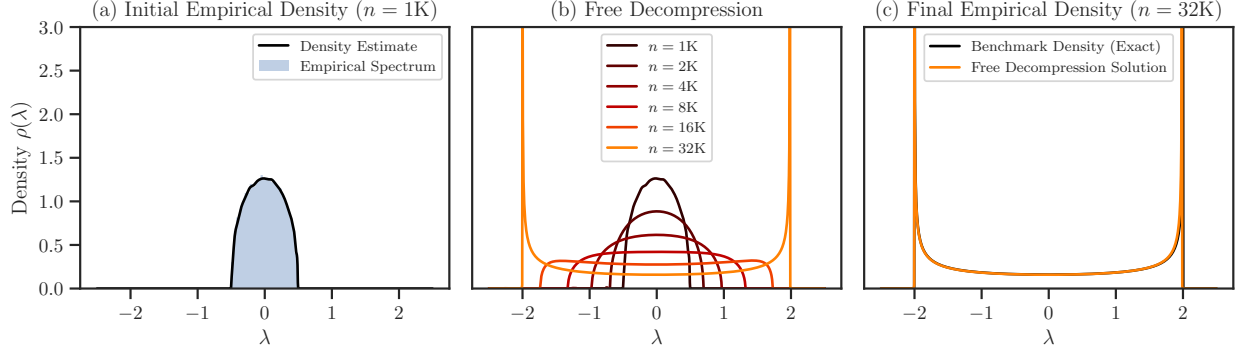 (a) Initial Empirical Density (n = 1K)
3.0
2.5
2.0
1.5
1.0
0.5
0.0
Density ρ(λ)
Density Estimate
Empirical Spectrum
−2 −1 0 1 2
λ
(b) Free Decompression
n = 1K
n = 2K
n = 4K
n = 8K
n = 16K
n = 32K
−2 −1 0 1 2
λ
(c) Final Empirical Density (n = 32K)
Benchmark Density (Exact)
Free Decompression Solution
−2 −1 0 1 2
λ